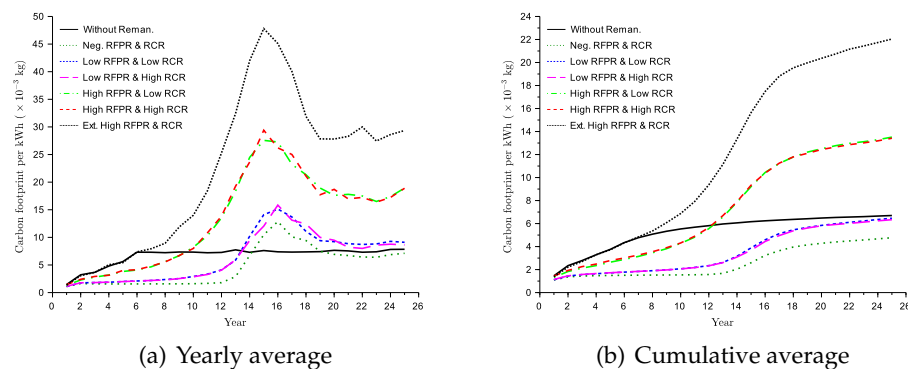 50
45
40
35
30
25
20
15
10
5
0
Carbon footprint per kWh ( × 10⁻³ kg)
Without Reman.
Neg. RFPR & RCR
Low RFPR & Low RCR
Low RFPR & High RCR
High RFPR & Low RCR
High RFPR & High RCR
Ext. High RFPR & RCR
0 2 4 6 8 10 12 14 16 18 20 22 24 26
Year
(a) Yearly average
24
22
20
18
16
14
12
10
8
6
4
2
0
Carbon footprint per kWh ( × 10⁻³ kg)
Without Reman.
Neg. RFPR & RCR
Low RFPR & Low RCR
Low RFPR & High RCR
High RFPR & Low RCR
High RFPR & High RCR
Ext. High RFPR & RCR
0 2 4 6 8 10 12 14 16 18 20 22 24 26
Year
(b) Cumulative average